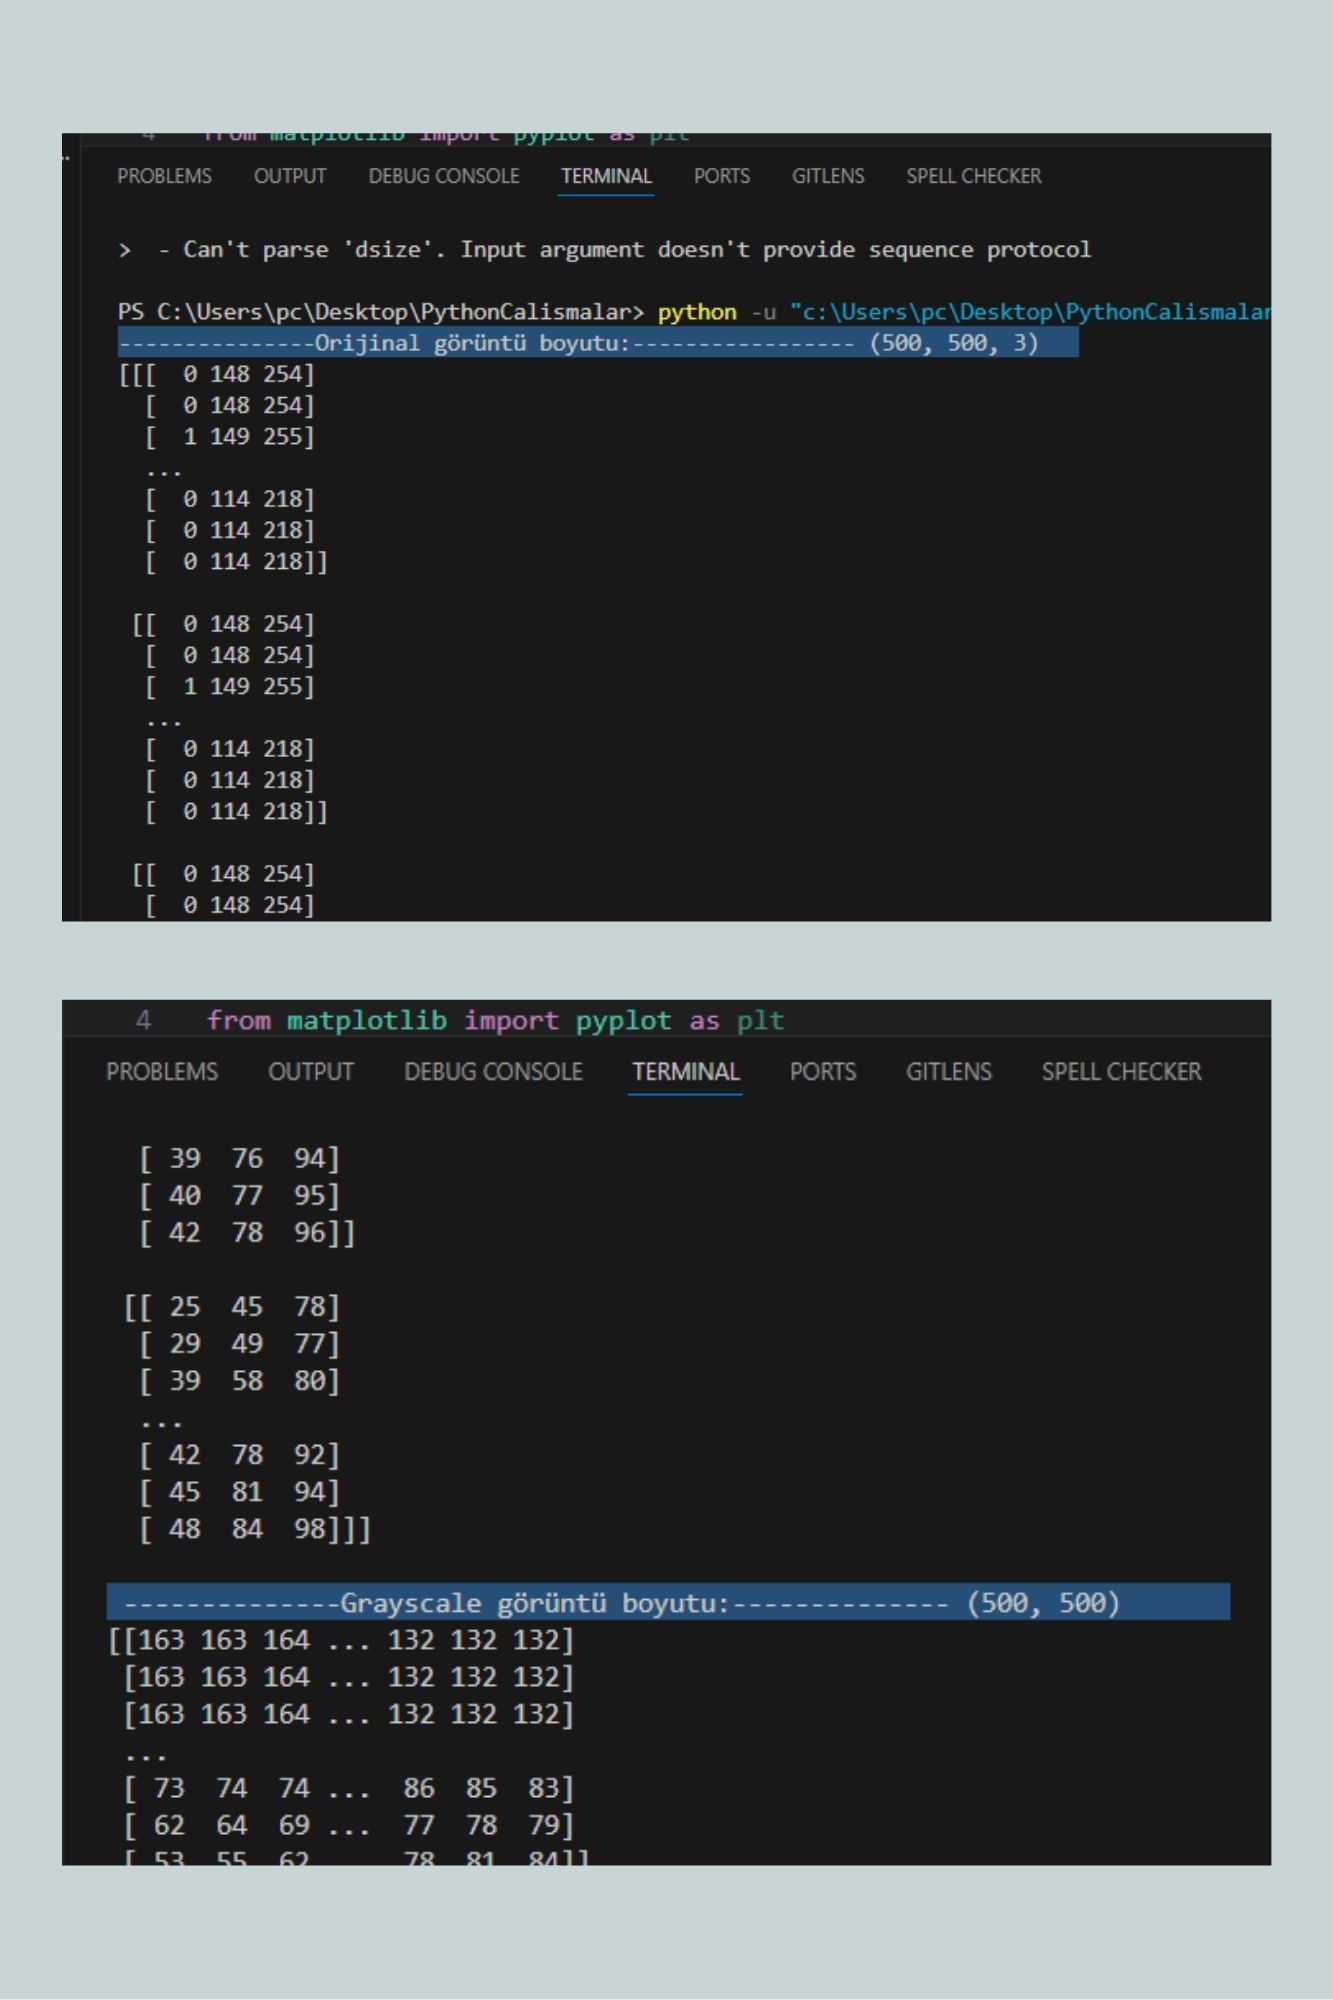 4 from matplotlib import pyplot as plt
PROBLEMS OUTPUT DEBUG CONSOLE TERMINAL PORTS GITLENS SPELL CHECKER
> - Can't parse 'dsize'. Input argument doesn't provide sequence protocol
PS C:\Users\pc\Desktop\PythonCalismalar> python -u "c:\Users\pc\Desktop\PythonCalismalar
---------------Orijinal görüntü boyutu:----------------- (500, 500, 3)
[[[  0 148 254]
[  0 148 254]
[  1 149 255]
...
[  0 114 218]
[  0 114 218]
[  0 114 218]]
[[  0 148 254]
[  0 148 254]
[  1 149 255]
...
[  0 114 218]
[  0 114 218]
[  0 114 218]]
[[  0 148 254]
[  0 148 254]
4 from matplotlib import pyplot as plt
PROBLEMS OUTPUT DEBUG CONSOLE TERMINAL PORTS GITLENS SPELL CHECKER
[ 39  76  94]
[ 40  77  95]
[ 42  78  96]]
[[ 25  45  78]
[ 29  49  77]
[ 39  58  80]
...
[ 42  78  92]
[ 45  81  94]
[ 48  84  98]]]
--------------Grayscale görüntü boyutu:-------------- (500, 500)
[[163 163 164 ... 132 132 132]
[163 163 164 ... 132 132 132]
[163 163 164 ... 132 132 132]
...
[ 73  74  74 ...  86  85  83]
[ 62  64  69 ...  77  78  79]
[ 53  55  62  78  81  84]]